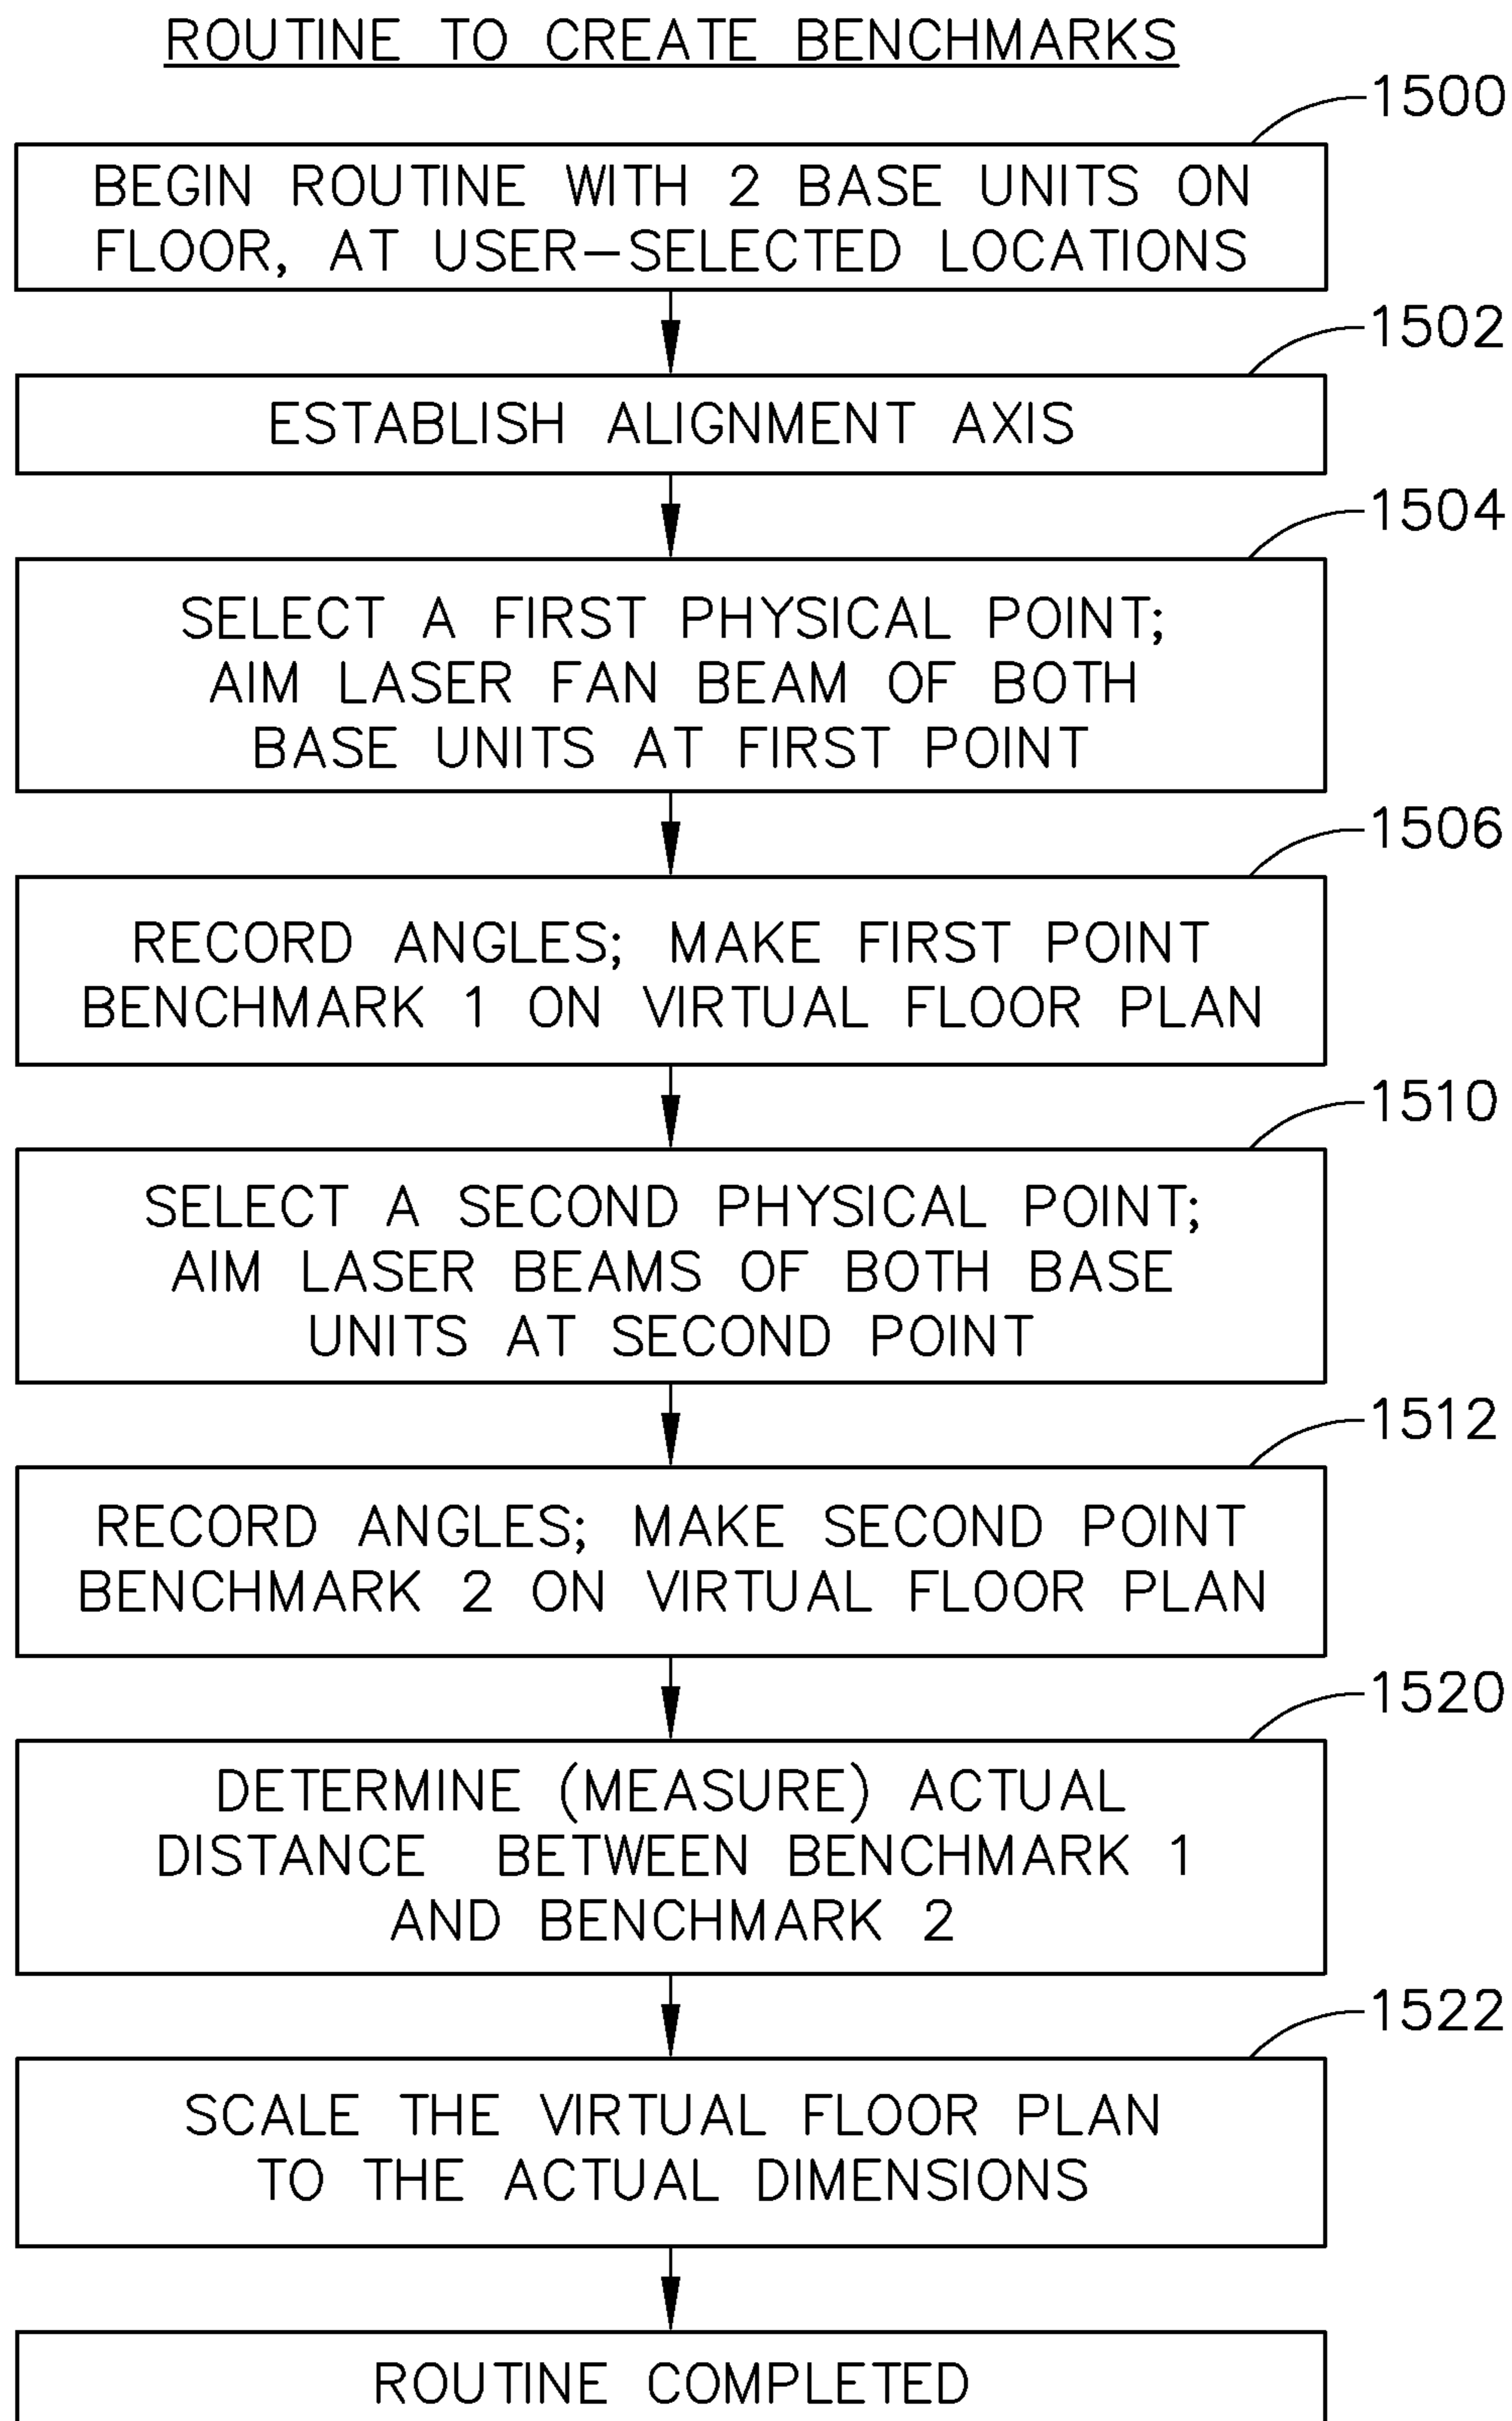 ROUTINE TO CREATE BENCHMARKS
1500
BEGIN ROUTINE WITH 2 BASE UNITS ON
FLOOR, AT USER-SELECTED LOCATIONS
1502
ESTABLISH ALIGNMENT AXIS
1504
SELECT A FIRST PHYSICAL POINT;
AIM LASER FAN BEAM OF BOTH
BASE UNITS AT FIRST POINT
1506
RECORD ANGLES; MAKE FIRST POINT
BENCHMARK 1 ON VIRTUAL FLOOR PLAN
1510
SELECT A SECOND PHYSICAL POINT;
AIM LASER BEAMS OF BOTH BASE
UNITS AT SECOND POINT
1512
RECORD ANGLES; MAKE SECOND POINT
BENCHMARK 2 ON VIRTUAL FLOOR PLAN
1520
DETERMINE (MEASURE) ACTUAL
DISTANCE BETWEEN BENCHMARK 1
AND BENCHMARK 2
1522
SCALE THE VIRTUAL FLOOR PLAN
TO THE ACTUAL DIMENSIONS
ROUTINE COMPLETED